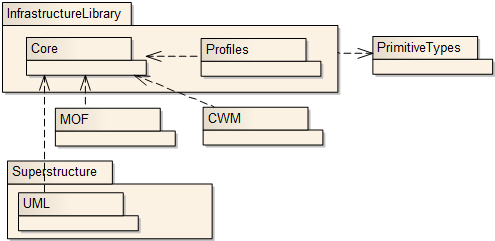 InfrastructureLibrary
Core
Profiles
PrimitiveTypes
MOF
CWM
Superstructure
UML